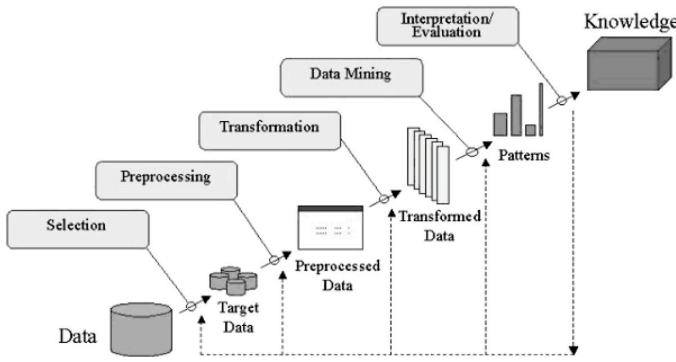 Interpretation/
Evaluation
Knowledge
Data Mining
Transformation
Patterns
Preprocessing
Transformed
Data
Selection
Preprocessed
Data
Target
Data
Data